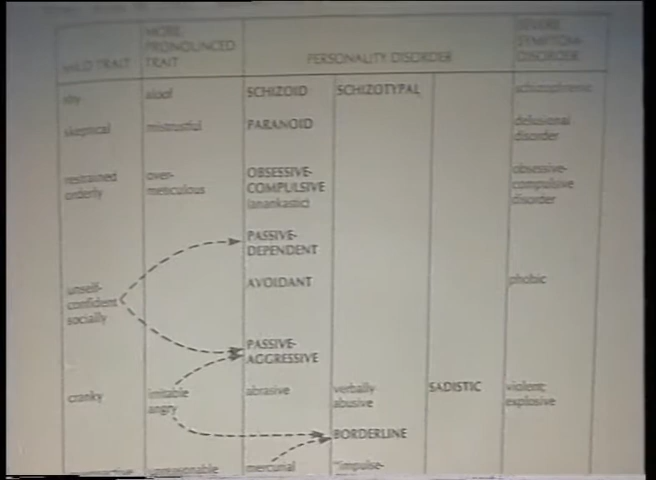 MORE
PRONOUNCED
MILD TRAIT TRAIT PERSONALITY DISORDER SEVERE
SYMPTOM-
DISORDER
shy aloof SCHIZOID SCHIZOTYPAL schizophrenic
skeptical mistrustful PARANOID delusional
disorder
restrained over- OBSESSIVE- obsessive-
orderly meticulous COMPULSIVE compulsive
(anankastic) disorder
PASSIVE-
DEPENDENT
unself- AVOIDANT phobic
confident
socially
PASSIVE-
AGGRESSIVE
cranky irritable abrasive verbally SADISTIC violent
angry abusive explosive
BORDERLINE
unreasonable mercurial "impulse-